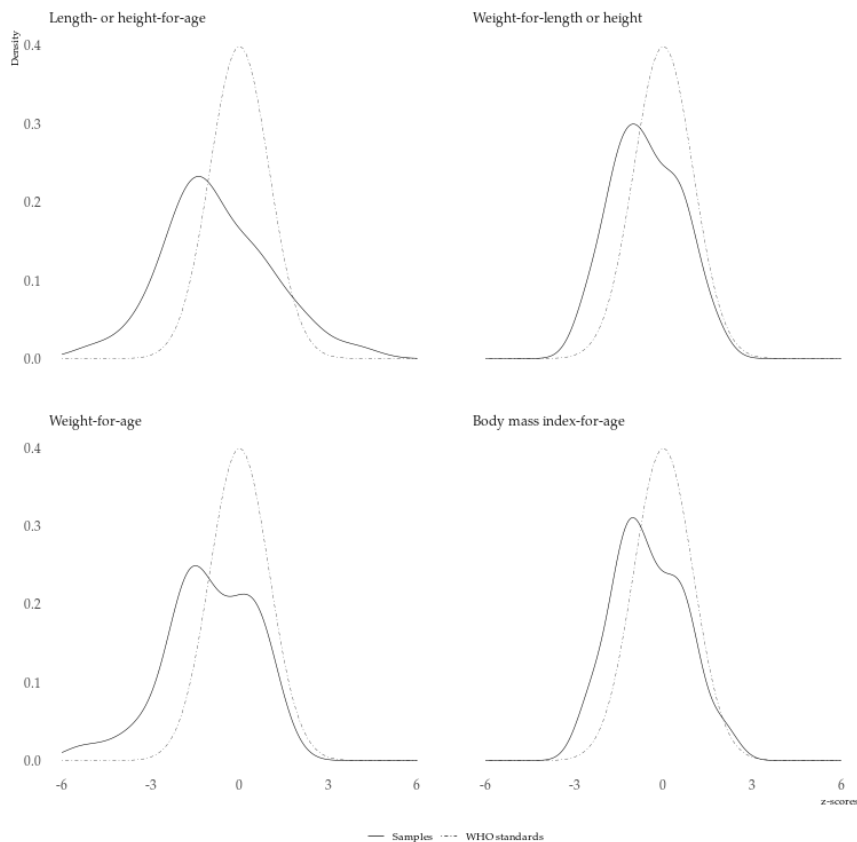 Length- or height-for-age
Weight-for-length or height
Density
0.4
0.3
0.2
0.1
0.0
Weight-for-age
Body mass index-for-age
0.4
0.3
0.2
0.1
0.0
-6 -3 0 3 6
-6 -3 0 3 6
z-scores
Samples WHO standards